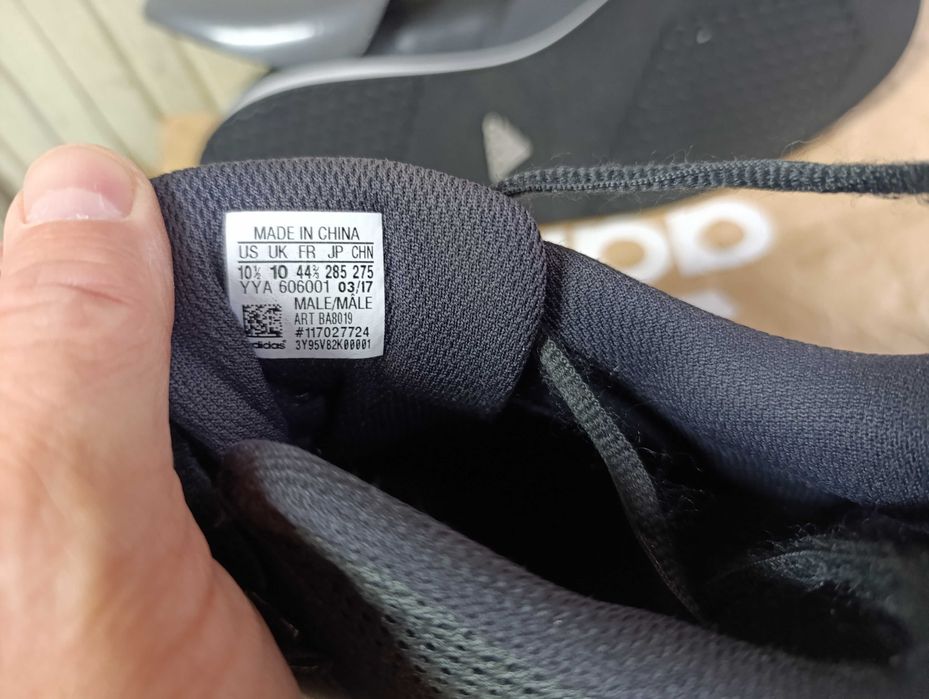 MADE IN CHINA
US UK FR JP CHN
10½ 10 44⅔ 285 275
YYA 606001 03/17
MALE/MÂLE
ART BA8019
#117027724
adidas 3Y95V82K00001